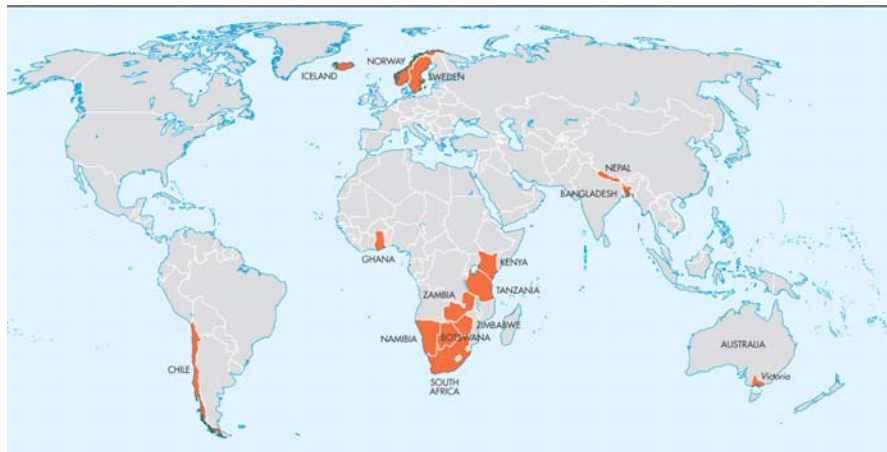 NORWAY
SWEDEN
ICELAND
NEPAL
BANGLADESH
GHANA
KENYA
TANZANIA
ZAMBIA
ZIMBABWE
NAMIBIA
BOTSWANA
AUSTRALIA
CHILE
Victoria
SOUTH
AFRICA